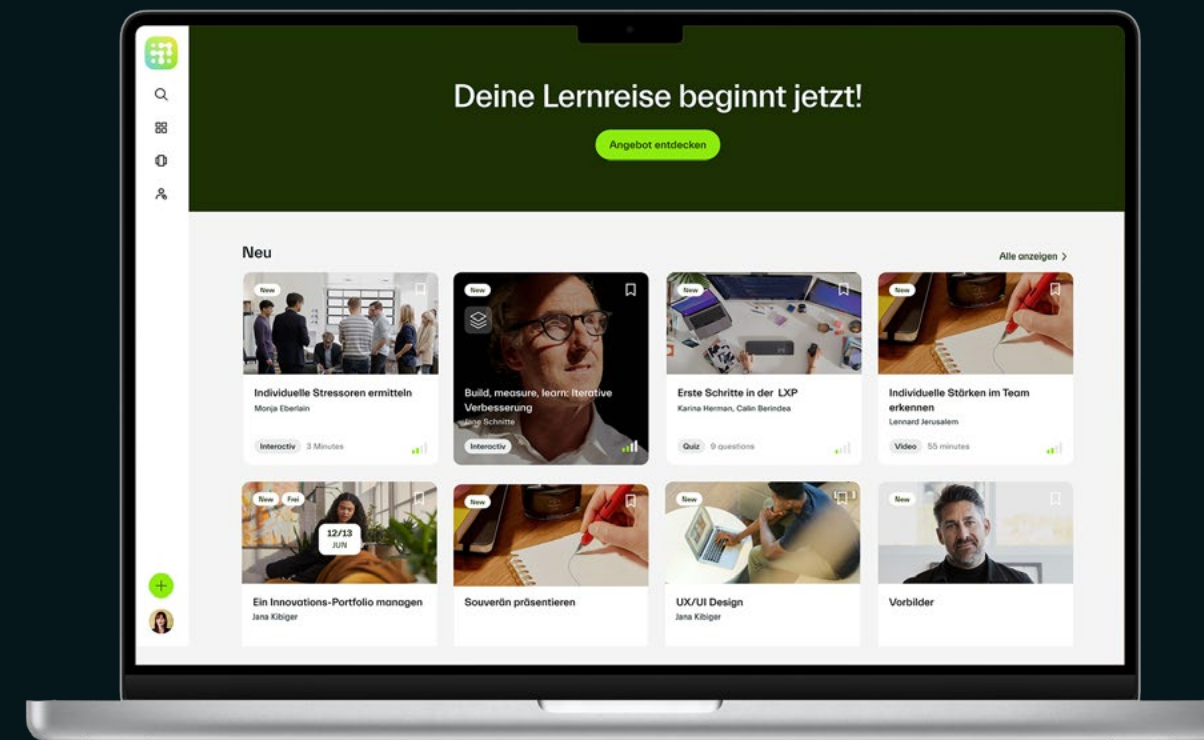 Deine Lernreise beginnt jetzt!
Angebot entdecken
Neu
Alle anzeigen
New
Individuelle Stressoren ermitteln
Monja Eberlain
Interactiv 3 Minutes
New
Build, measure, learn: Iterative
Verbesserung
Jane Schnitte
Interactiv
New
Erste Schritte in der LXP
Karina Herman, Calin Berindea
Quiz 9 questions
New
Individuelle Stärken im Team
erkennen
Lennard Jerusalem
Video 55 minutes
New Frei
12/13
JUN
Ein Innovations-Portfolio managen
Jana Kibiger
New
Souverän präsentieren
New
UX/UI Design
Jana Kibiger
New
Vorbilder